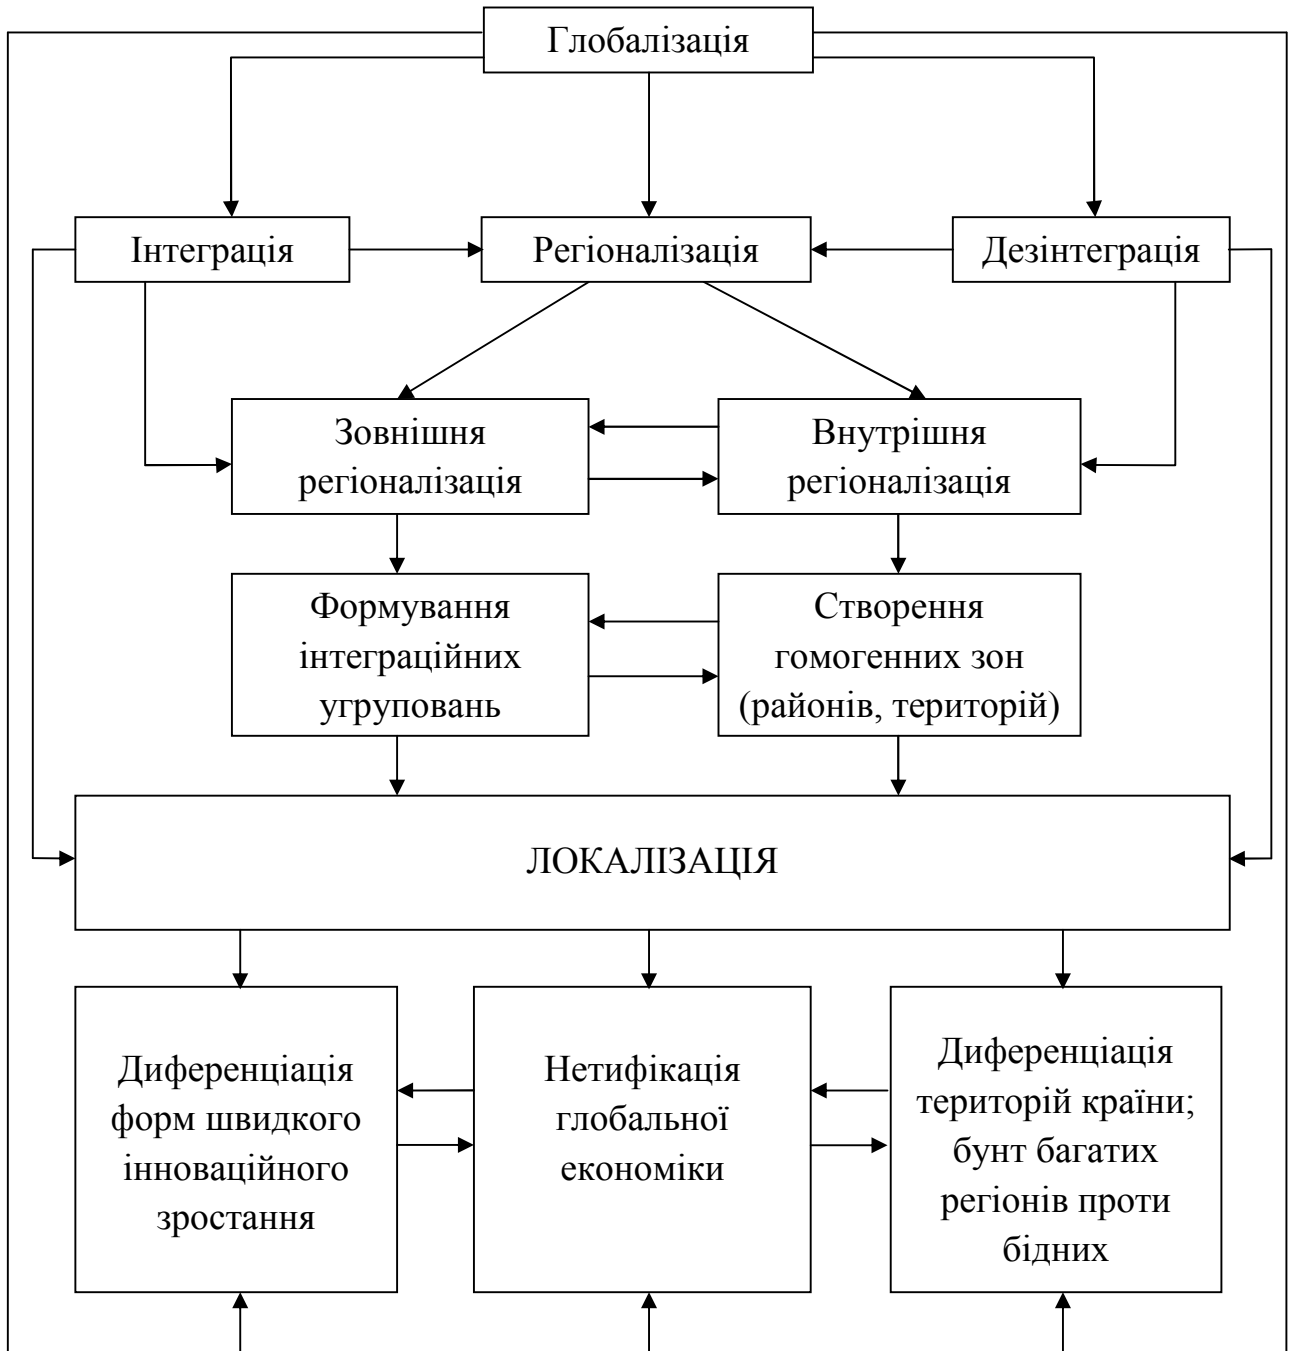 Глобалізація
Інтеграція
Регіоналізація
Дезінтеграція
Зовнішня
регіоналізація
Внутрішня
регіоналізація
Формування
інтеграційних
угруповань
Створення
гомогенних зон
(районів, територій)
ЛОКАЛІЗАЦІЯ
Диференціація
форм швидкого
інноваційного
зростання
Нетифікація
глобальної
економіки
Диференціація
територій країни;
бунт багатих
регіонів проти
бідних